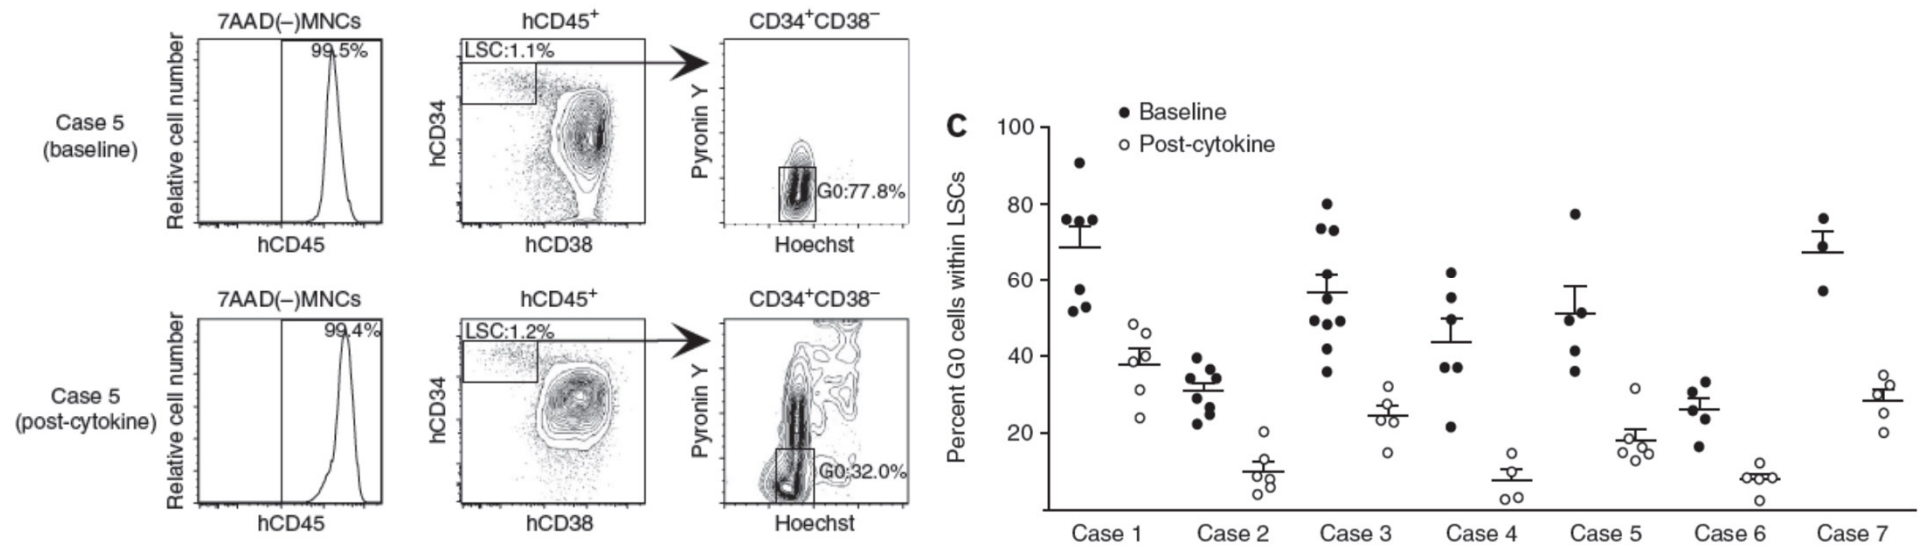 7AAD(–)MNCs
99.5%
Relative cell number
hCD45
Case 5
(baseline)
hCD45⁺
LSC:1.1%
hCD34
hCD38
CD34⁺CD38⁻
Pyronin Y
G0:77.8%
Hoechst
7AAD(–)MNCs
99.4%
Relative cell number
hCD45
Case 5
(post-cytokine)
hCD45⁺
LSC:1.2%
hCD34
hCD38
CD34⁺CD38⁻
Pyronin Y
G0:32.0%
Hoechst
C
Baseline
Post-cytokine
Percent G0 cells within LSCs
100
80
60
40
20
Case 1 Case 2 Case 3 Case 4 Case 5 Case 6 Case 7